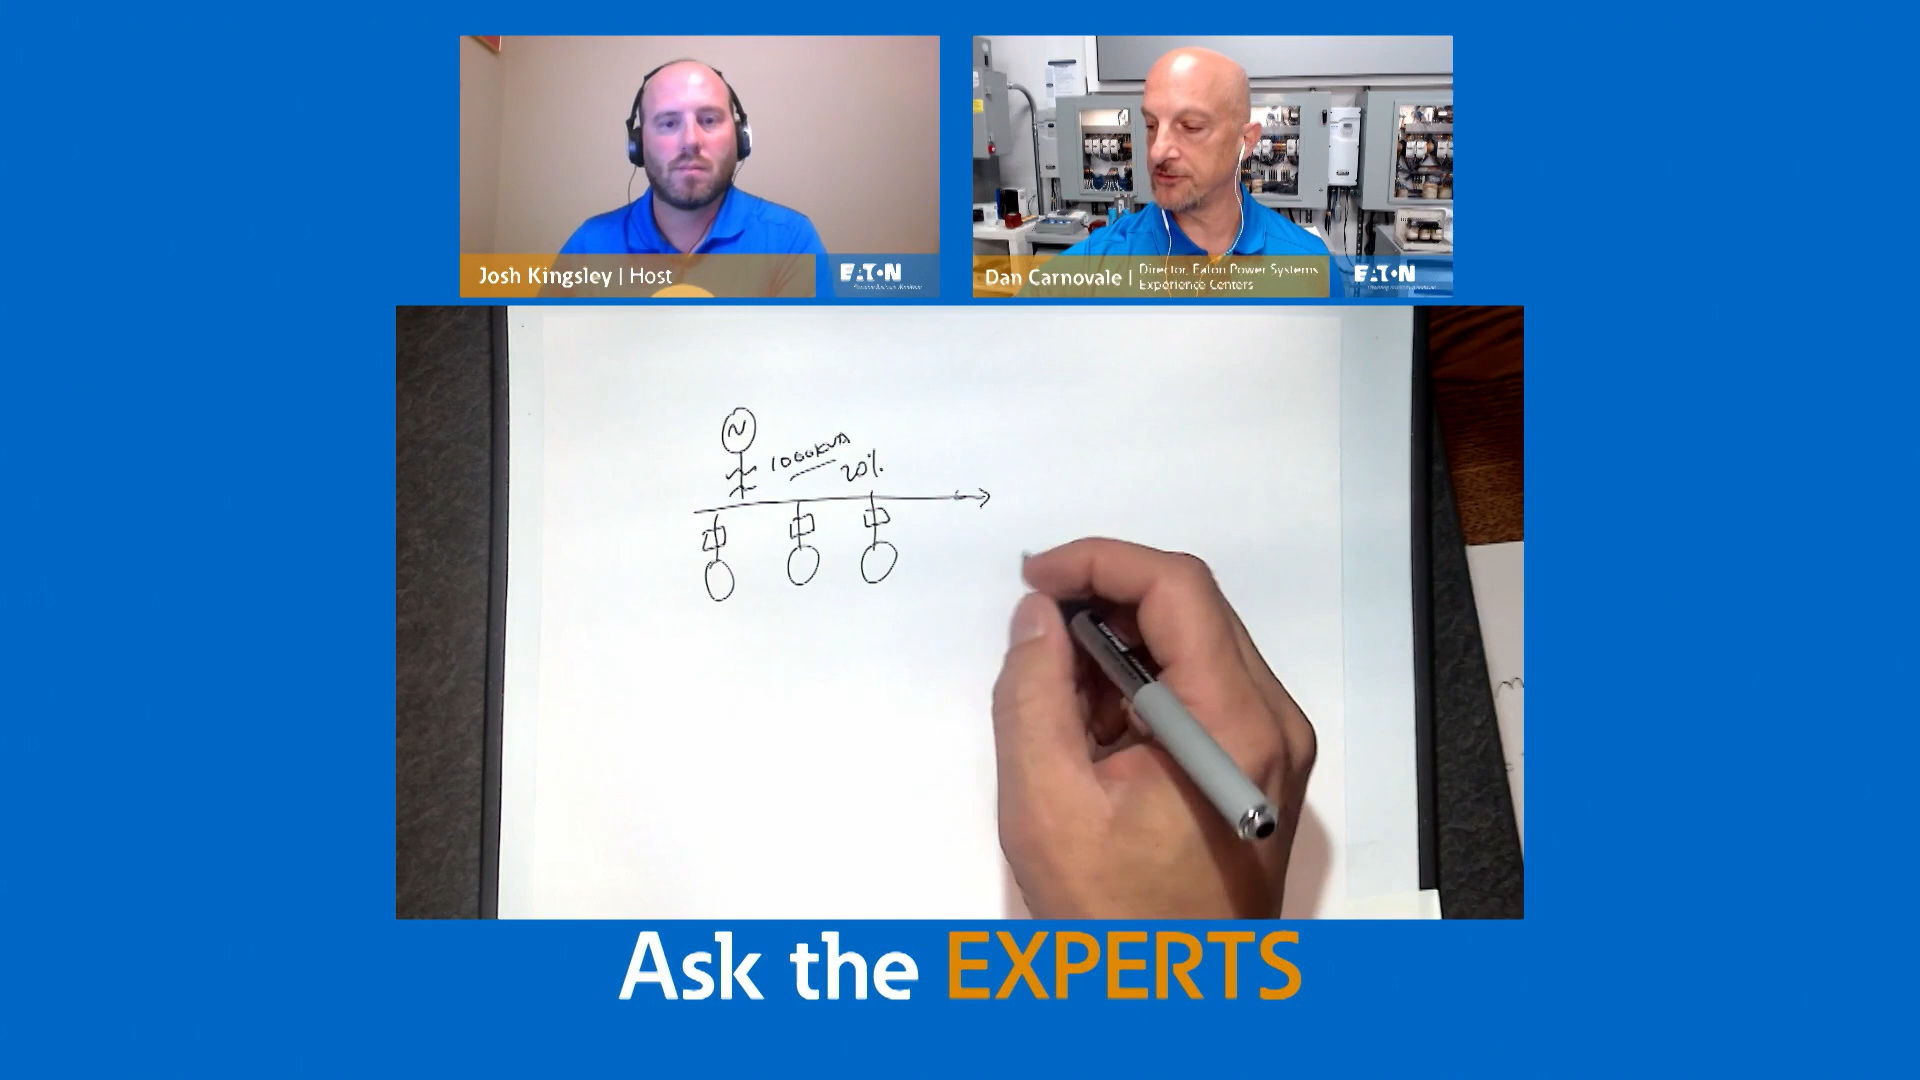 Josh Kingsley | Host
EATON
Dan Carnovale | Director, Eaton Power Systems
Experience Centers
EATON
1000KVA
20%
Ask the EXPERTS